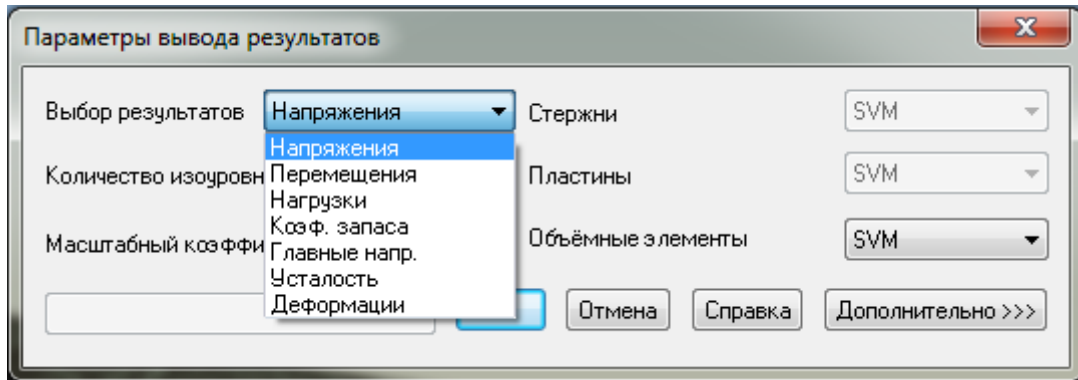 Параметры вывода результатов
Выбор результатов Напряжения Стержни SVM
Напряжения
Количество изоуровн Перемещения Пластины SVM
Нагрузки
Коэф. запаса
Масштабный коэффи Главные напр. Объёмные элементы SVM
Усталость
Деформации
Отмена Справка Дополнительно >>>